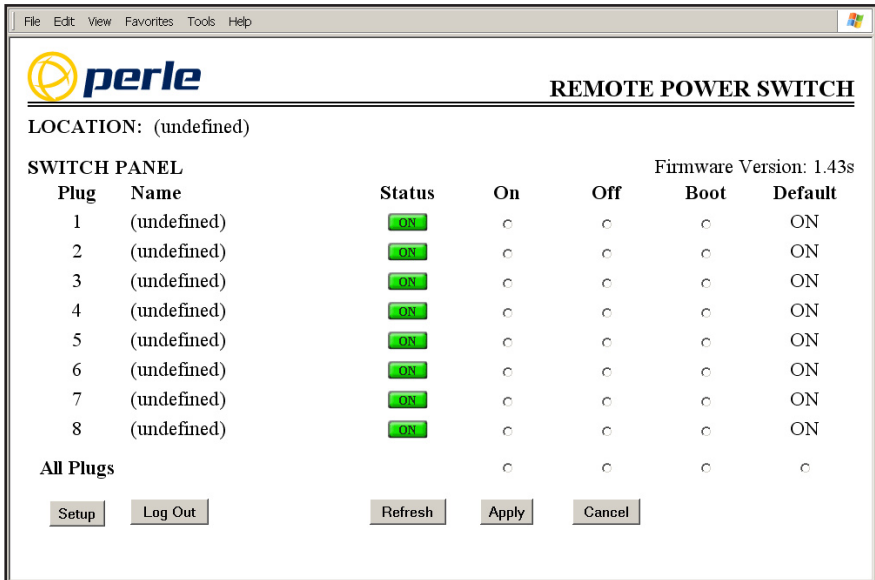 File Edit View Favorites Tools Help
perle
REMOTE POWER SWITCH
LOCATION: (undefined)
SWITCH PANEL Firmware Version: 1.43s
Plug Name Status On Off Boot Default
1 (undefined) ON ON
2 (undefined) ON ON
3 (undefined) ON ON
4 (undefined) ON ON
5 (undefined) ON ON
6 (undefined) ON ON
7 (undefined) ON ON
8 (undefined) ON ON
All Plugs
Setup Log Out Refresh Apply Cancel